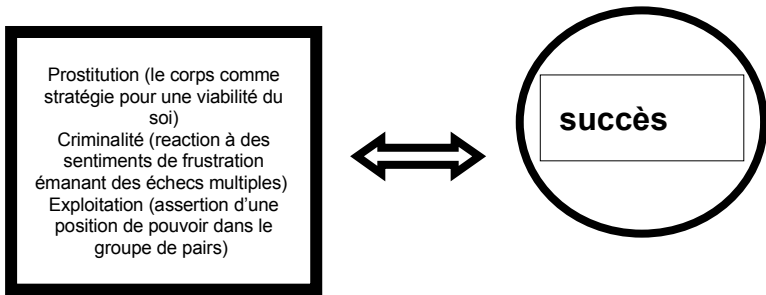 Prostitution (le corps comme
stratégie pour une viabilité du
soi)
Criminalité (reaction à des
sentiments de frustration
émanant des échecs multiples)
Exploitation (assertion d’une
position de pouvoir dans le
groupe de pairs)
succès